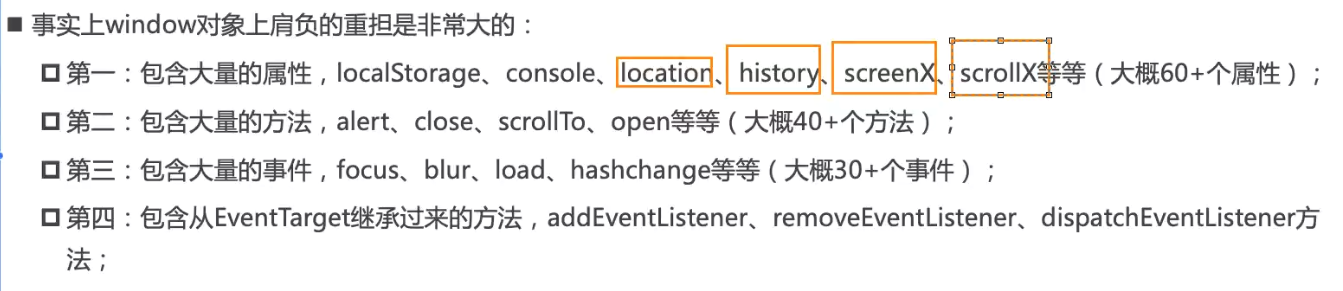 ■ 事实上window对象上肩负的重担是非常大的：
第一：包含大量的属性，localStorage、console、location、history、screenX、scrollX等等（大概60+个属性）；
第二：包含大量的方法，alert、close、scrollTo、open等等（大概40+个方法）；
第三：包含大量的事件，focus、blur、load、hashchange等等（大概30+个事件）；
第四：包含从EventTarget继承过来的方法，addEventListener、removeEventListener、dispatchEventListener方
法；